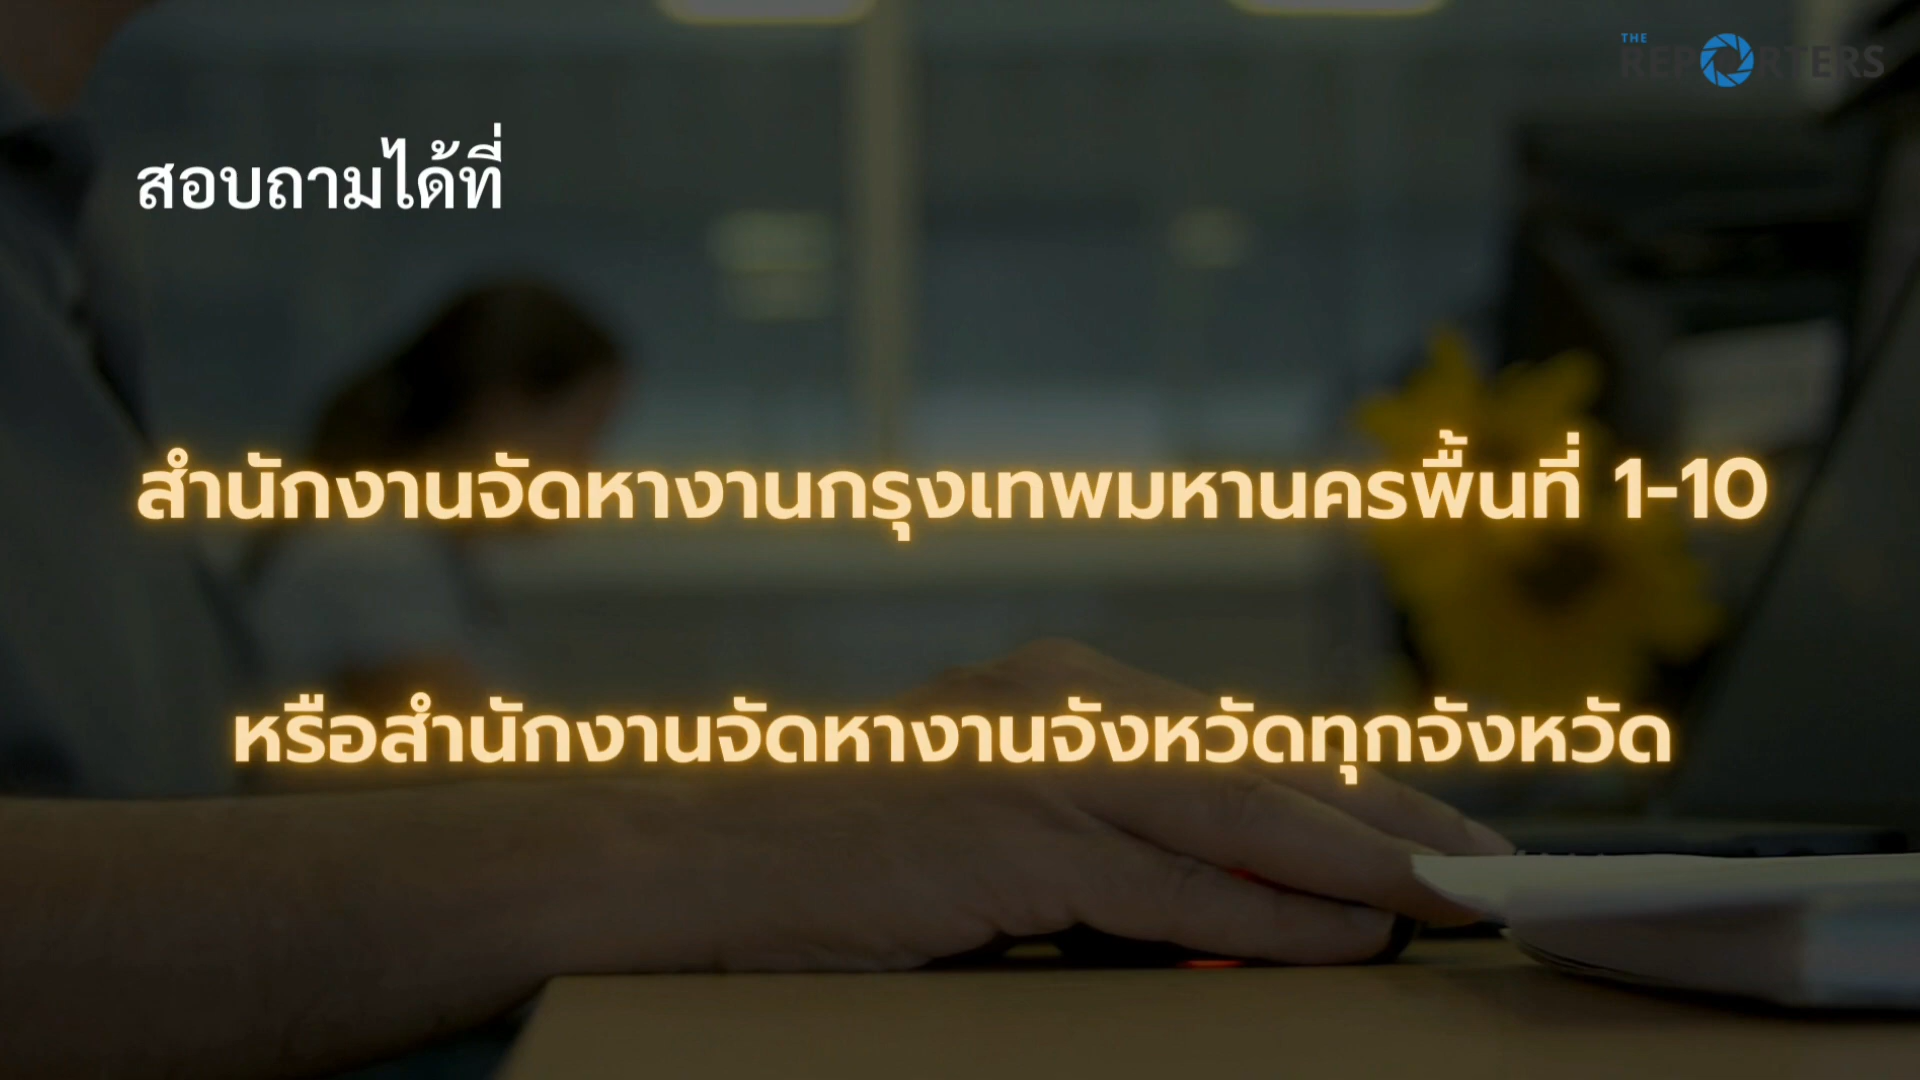 THE
REPORTERS
สอบถามได้ที่
สำนักงานจัดหางานกรุงเทพมหานครพื้นที่ 1-10
หรือสำนักงานจัดหางานจังหวัดทุกจังหวัด